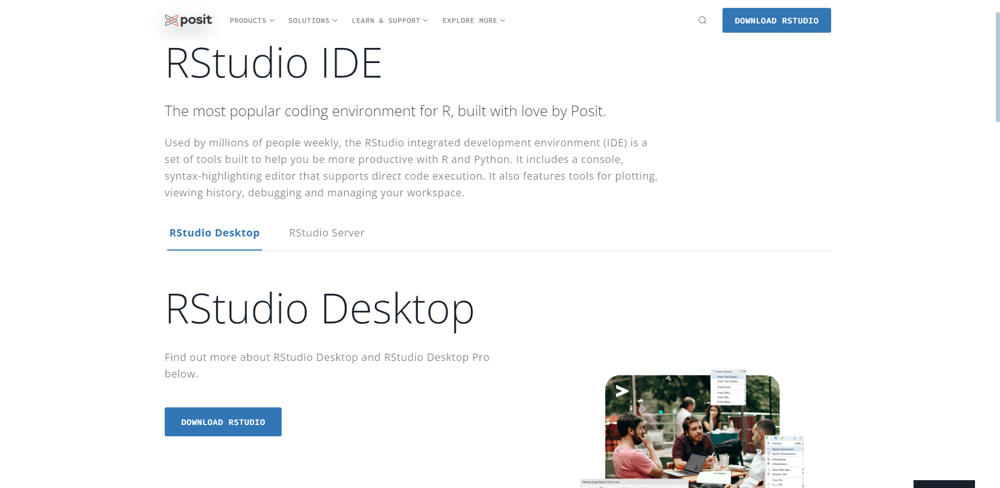 posit
PRODUCTS
SOLUTIONS
LEARN & SUPPORT
EXPLORE MORE
DOWNLOAD RSTUDIO
RStudio IDE
The most popular coding environment for R, built with love by Posit.
Used by millions of people weekly, the RStudio integrated development environment (IDE) is a
set of tools built to help you be more productive with R and Python. It includes a console,
syntax-highlighting editor that supports direct code execution. It also features tools for plotting,
viewing history, debugging and managing your workspace.
RStudio Desktop
RStudio Server
RStudio Desktop
Find out more about RStudio Desktop and RStudio Desktop Pro
below.
DOWNLOAD RSTUDIO
Import Dataset
From Text (base)...
From Text (readr)...
From Excel...
From SPSS...
From SAS...
From Stata...
R Script
Quarto Document...
Quarto Presentation...
R Notebook
R Markdown...
Shiny Web App...
Plumber API...
Text File
C++ File